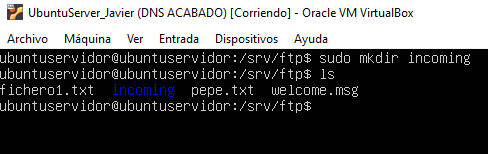 UbuntuServer_Javier (DNS ACABADO) [Corriendo] - Oracle VM VirtualBox
Archivo Máquina Ver Entrada Dispositivos Ayuda
ubuntuservidor@ubuntuservidor:/srv/ftp$ sudo mkdir incoming
ubuntuservidor@ubuntuservidor:/srv/ftp$ ls
fichero1.txt incoming pepe.txt welcome.msg
ubuntuservidor@ubuntuservidor:/srv/ftp$